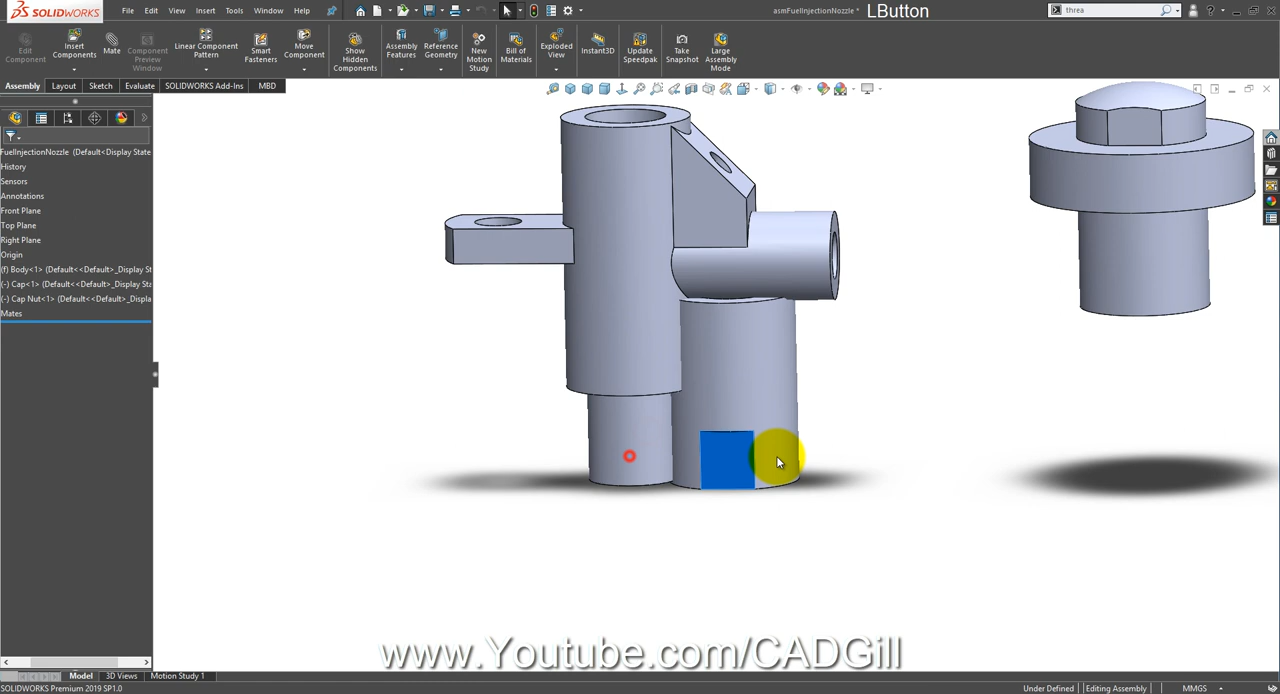 SOLIDWORKS File Edit View Insert Tools Window Help asmFuelInjectionNozzle * LButton threa
Edit Component
Insert Components
Mate
Component Preview Window
Linear Component Pattern
Smart Fasteners
Move Component
Show Hidden Components
Assembly Features
Reference Geometry
New Motion Study
Bill of Materials
Exploded View
Instant3D
Update Speedpak
Take Snapshot
Large Assembly Mode
Assembly Layout Sketch Evaluate SOLIDWORKS Add-Ins MBD
FuelInjectionNozzle (Default<Display State
History
Sensors
Annotations
Front Plane
Top Plane
Right Plane
Origin
(f) Body<1> (Default<<Default>_Display St
(-) Cap<1> (Default<<Default>_Display Sta
(-) Cap Nut<1> (Default<<Default>_Displa
Mates
www.Youtube.com/CADGill
Model 3D Views Motion Study 1
SOLIDWORKS Premium 2019 SP1.0 Under Defined Editing Assembly MMGS